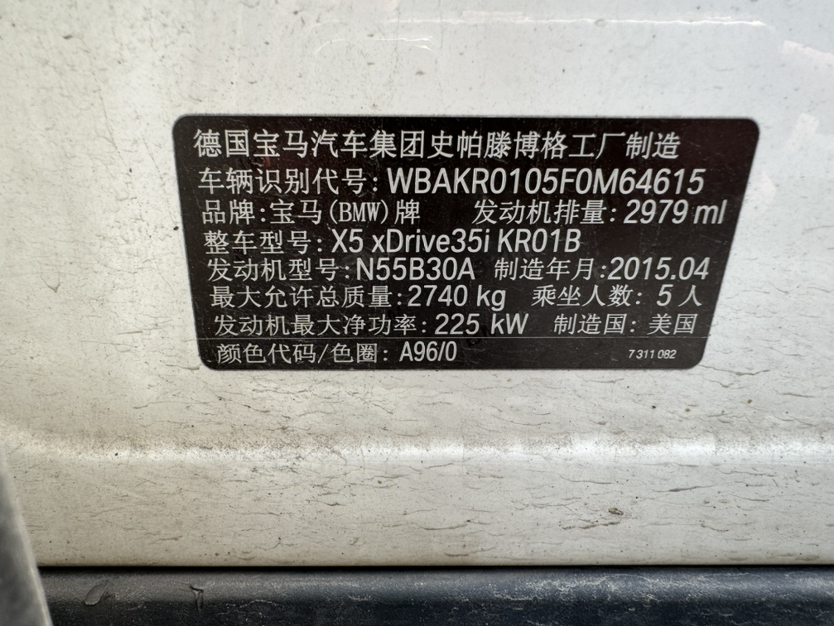 德国宝马汽车集团史帕滕博格工厂制造
车辆识别代号: WBAKR0105F0M64615
品牌: 宝马(BMW)牌 发动机排量: 2979 ml
整车型号: X5 xDrive35i KR01B
发动机型号: N55B30A 制造年月: 2015.04
最大允许总质量: 2740 kg 乘坐人数: 5 人
发动机最大净功率: 225 kW 制造国: 美国
颜色代码/色圈: A96/0 7 311 082